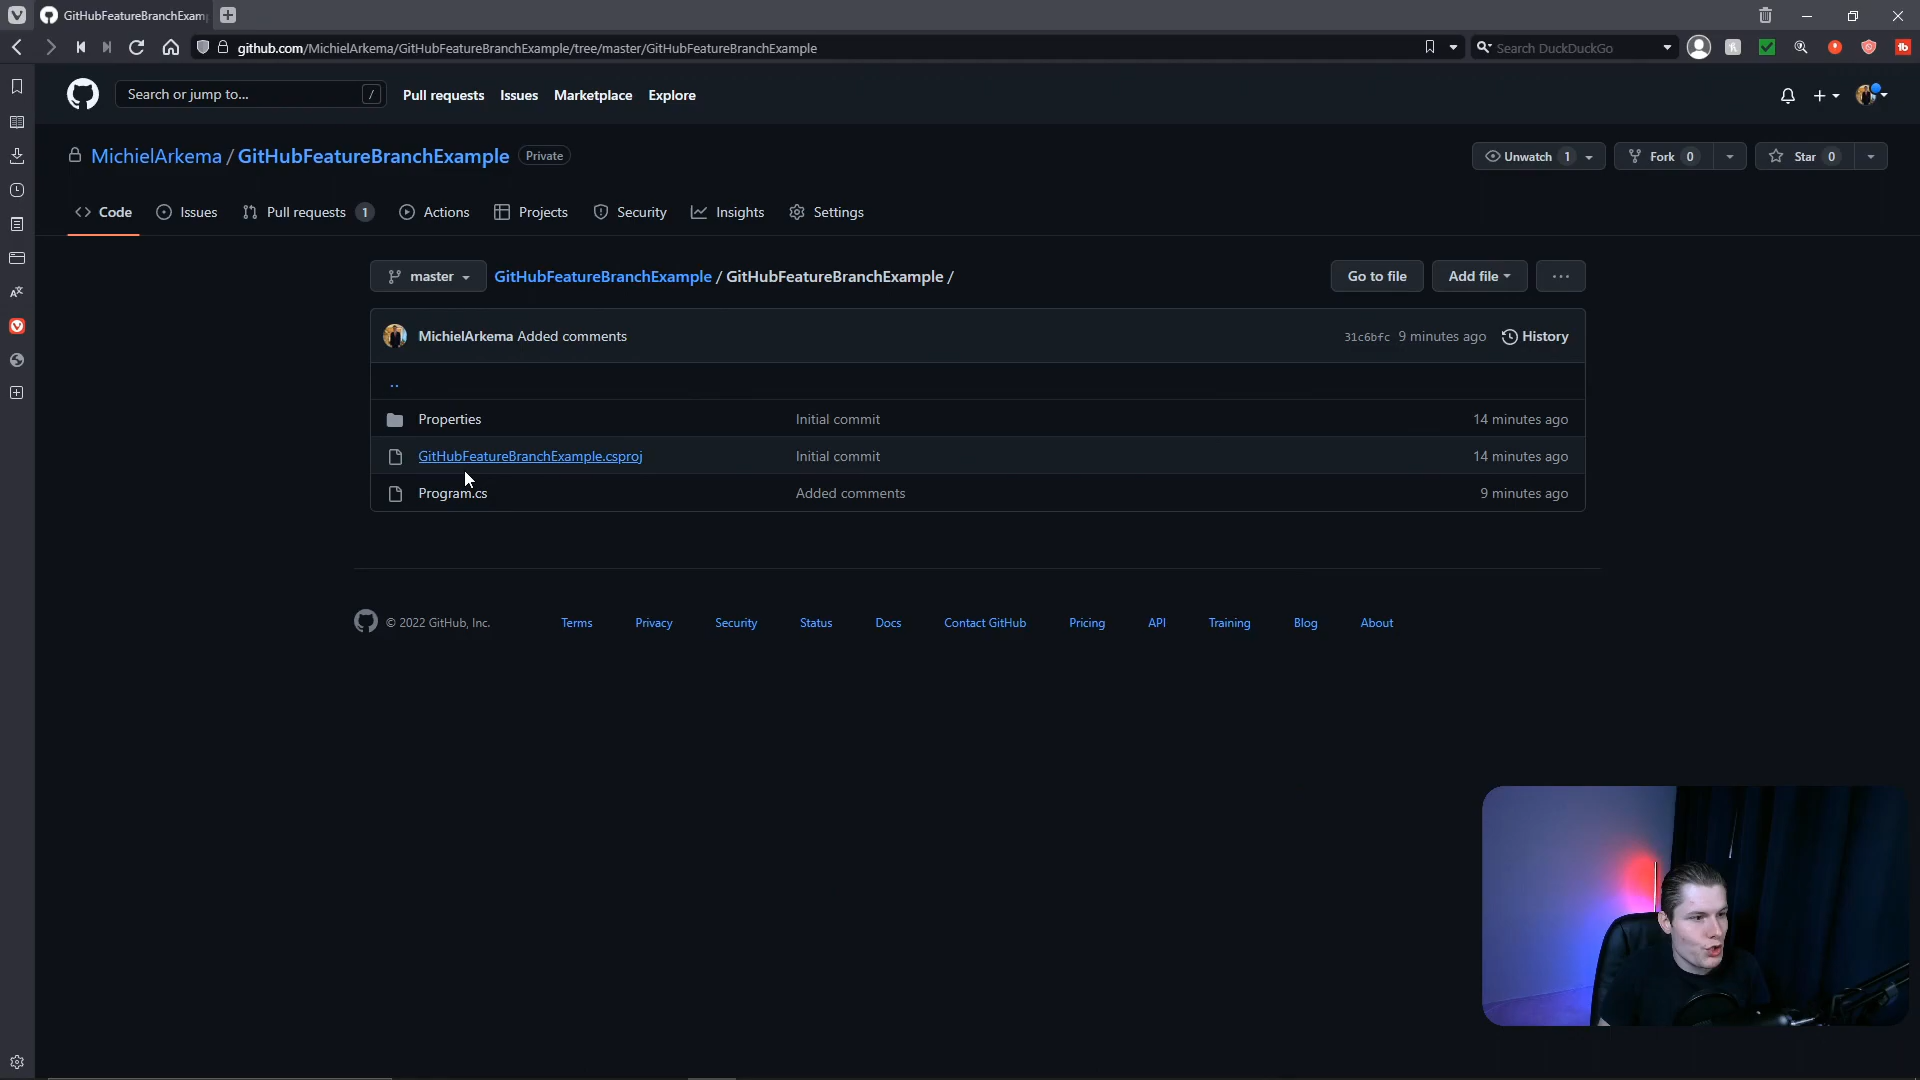 GitHubFeatureBranchExam
github.com/MichielArkema/GitHubFeatureBranchExample/tree/master/GitHubFeatureBranchExample
Search DuckDuckGo
Search or jump to...
/
Pull requests
Issues
Marketplace
Explore
MichielArkema / GitHubFeatureBranchExample
Private
Unwatch 1
Fork 0
Star 0
Code
Issues
Pull requests 1
Actions
Projects
Security
Insights
Settings
master
GitHubFeatureBranchExample / GitHubFeatureBranchExample /
Go to file
Add file
...
MichielArkema Added comments
31c6bfc 9 minutes ago
History
..
Properties
Initial commit
14 minutes ago
GitHubFeatureBranchExample.csproj
Initial commit
14 minutes ago
Program.cs
Added comments
9 minutes ago
© 2022 GitHub, Inc.
Terms
Privacy
Security
Status
Docs
Contact GitHub
Pricing
API
Training
Blog
About